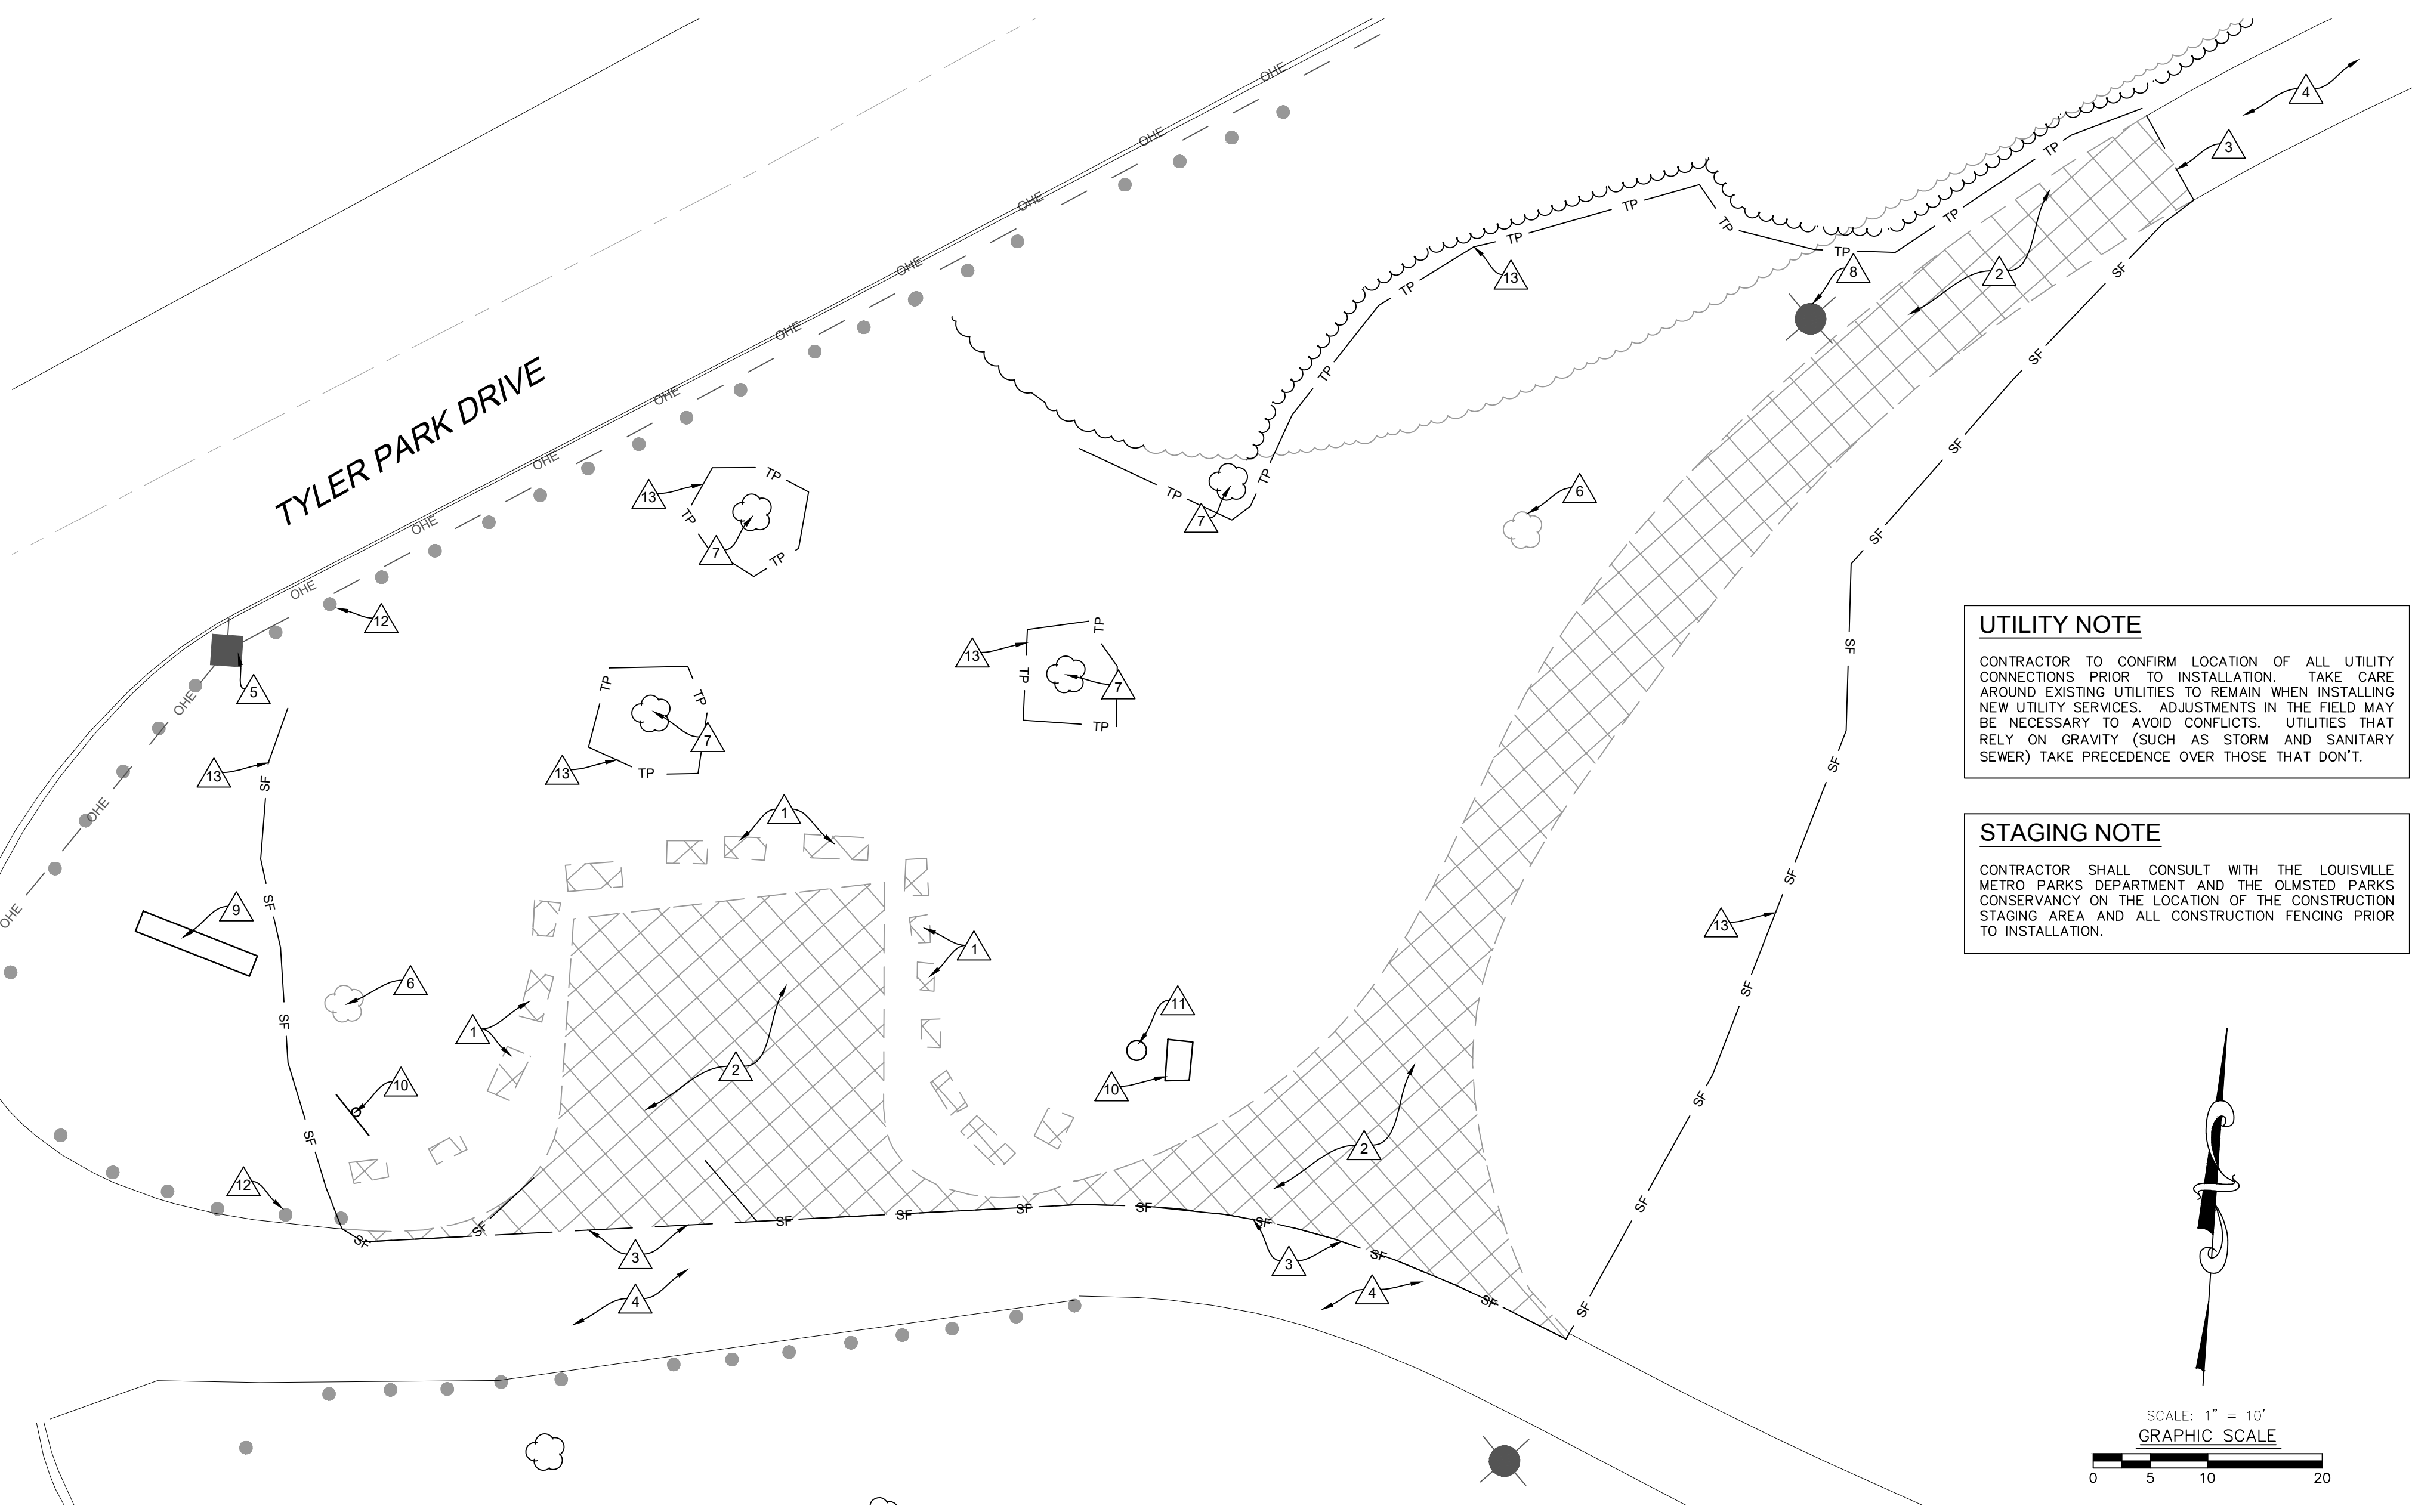 OHE
4
OHE
3
TP
OHE
TP
TP
TP
TP
OHE
TP
SF
8
2
13
OHE
TP
OHE
SF
TP
TYLER PARK DRIVE
OHE
SF
OHE
TP
TP
TP
6
13
TP
7
OHE
7
TP
SF
OHE
12
TP
UTILITY NOTE
13
SF
CONTRACTOR TO CONFIRM LOCATION OF ALL UTILITY
CONNECTIONS PRIOR TO INSTALLATION. TAKE CARE
AROUND EXISTING UTILITIES TO REMAIN WHEN INSTALLING
NEW UTILITY SERVICES. ADJUSTMENTS IN THE FIELD MAY
BE NECESSARY TO AVOID CONFLICTS. UTILITIES THAT
RELY ON GRAVITY (SUCH AS STORM AND SANITARY
SEWER) TAKE PRECEDENCE OVER THOSE THAT DON'T.
TP
7
TP
TP
5
TP
OHE
TP
7
13
13
TP
SF
SF
OHE
1
STAGING NOTE
CONTRACTOR SHALL CONSULT WITH THE LOUISVILLE
METRO PARKS DEPARTMENT AND THE OLMSTED PARKS
CONSERVANCY ON THE LOCATION OF THE CONSTRUCTION
STAGING AREA AND ALL CONSTRUCTION FENCING PRIOR
TO INSTALLATION.
SF
SF
OHE
9
13
1
6
SF
SF
11
1
2
10
10
SF
SF
2
12
SF
SF
SF
SF
SF
SF
SF
SF
SF
3
3
SF
4
4
SF
SF
SCALE: 1" = 10'
GRAPHIC SCALE
0 5 10 20